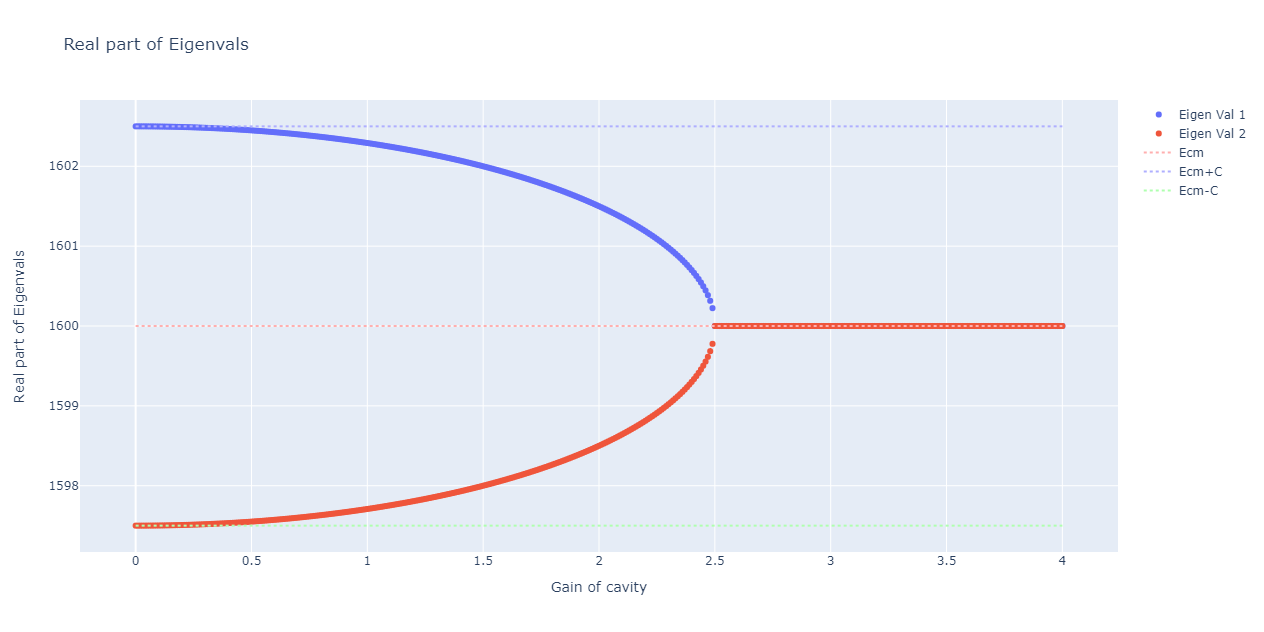 Real part of Eigenvals
Eigen Val 1
Eigen Val 2
Ecm
Ecm+C
Ecm-C
Real part of Eigenvals
1602
1601
1600
1599
1598
0 0.5 1 1.5 2 2.5 3 3.5 4
Gain of cavity